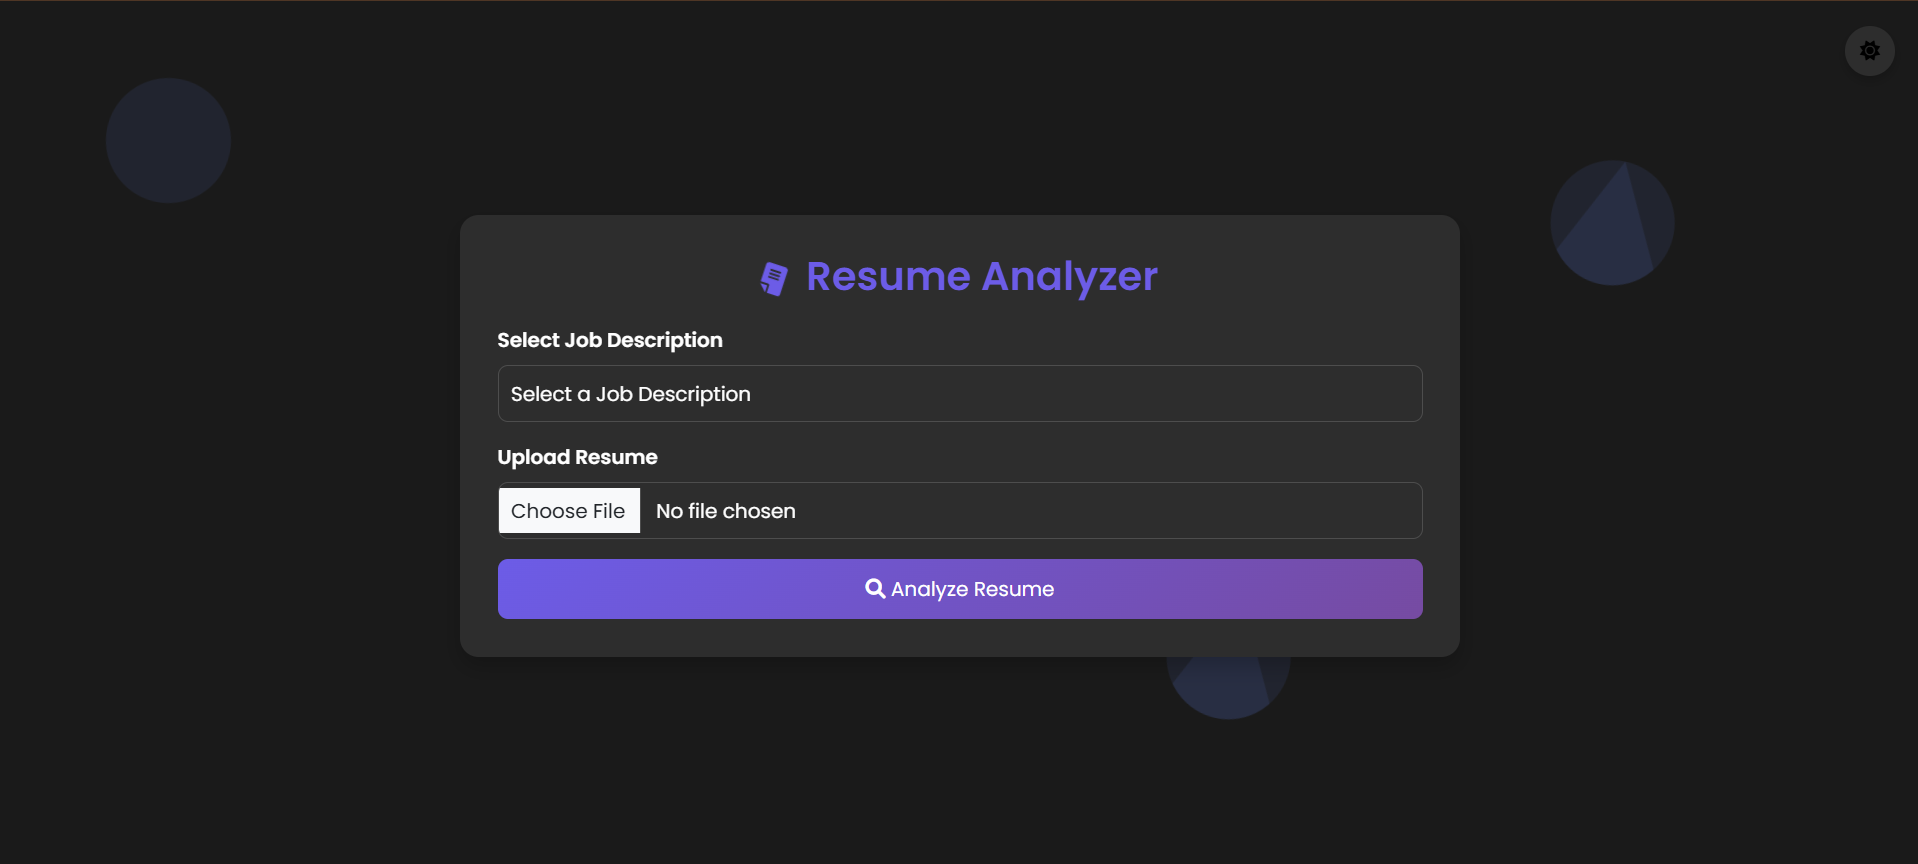 Resume Analyzer
Select Job Description
Select a Job Description
Upload Resume
Choose File No file chosen
Analyze Resume